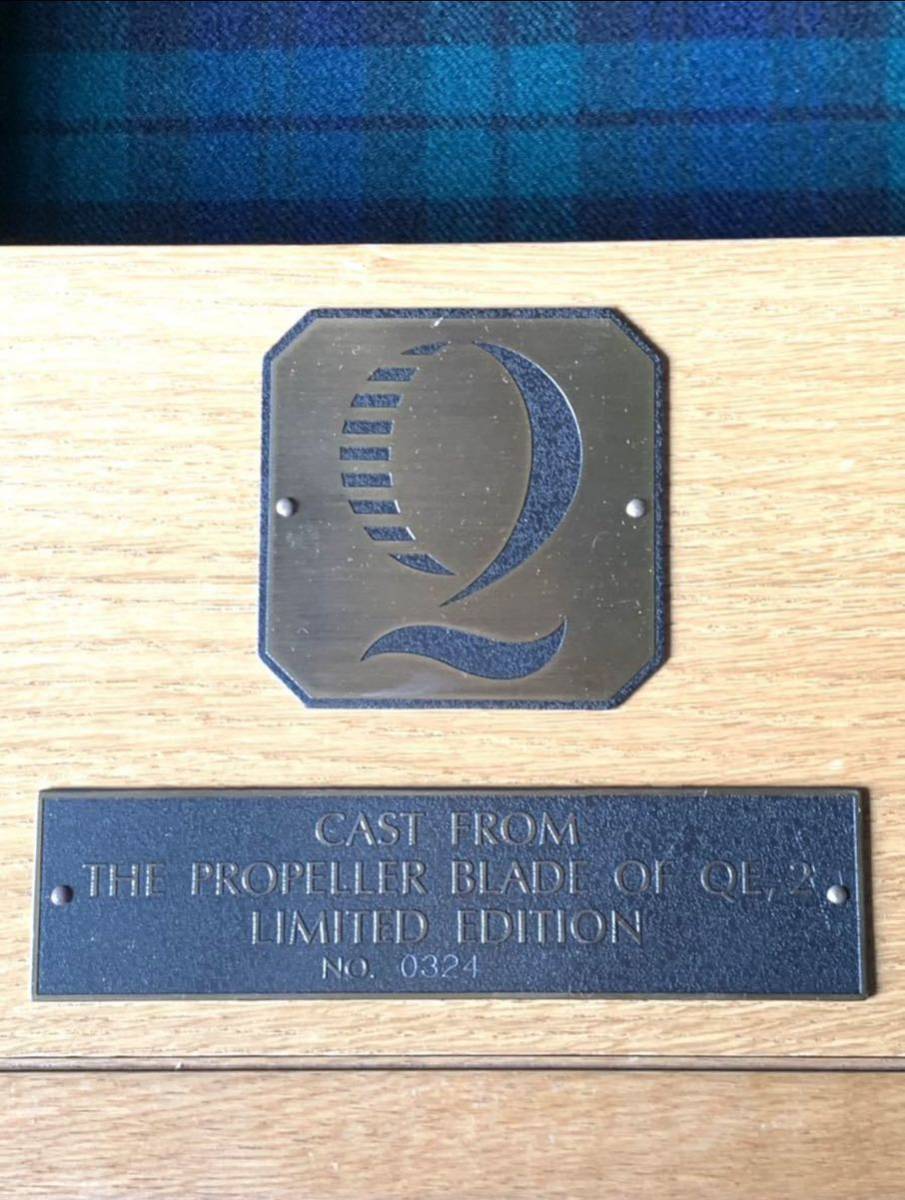 Q
CAST FROM
THE PROPELLER BLADE OF QE, 2
LIMITED EDITION
NO. 0324